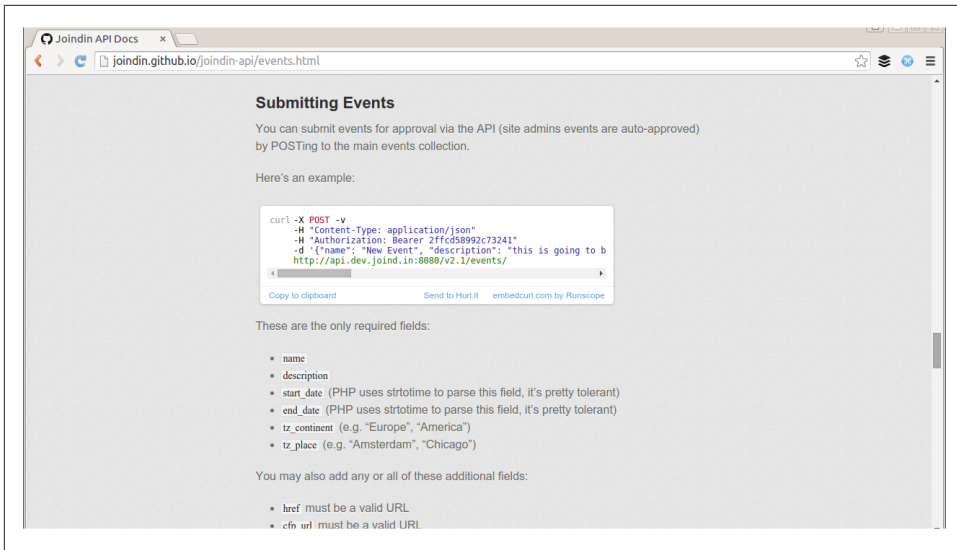 Joindin API Docs ×
joindin.github.io/joindin-api/events.html
Submitting Events
You can submit events for approval via the API (site admins events are auto-approved)
by POSTing to the main events collection.
Here's an example:
curl -X POST -v
-H "Content-Type: application/json"
-H "Authorization: Bearer 2ffcd58992c73241"
-d '{"name": "New Event", "description": "this is going to b
http://api.dev.joind.in:8080/v2.1/events/
Copy to clipboard Send to Hurl.it embedcurl.com by Runscope
These are the only required fields:
• name
• description
• start_date (PHP uses strtotime to parse this field, it's pretty tolerant)
• end_date (PHP uses strtotime to parse this field, it's pretty tolerant)
• tz_continent (e.g. “Europe”, “America”)
• tz_place (e.g. “Amsterdam”, “Chicago”)
You may also add any or all of these additional fields:
• href must be a valid URL
• cfp_url must be a valid URL